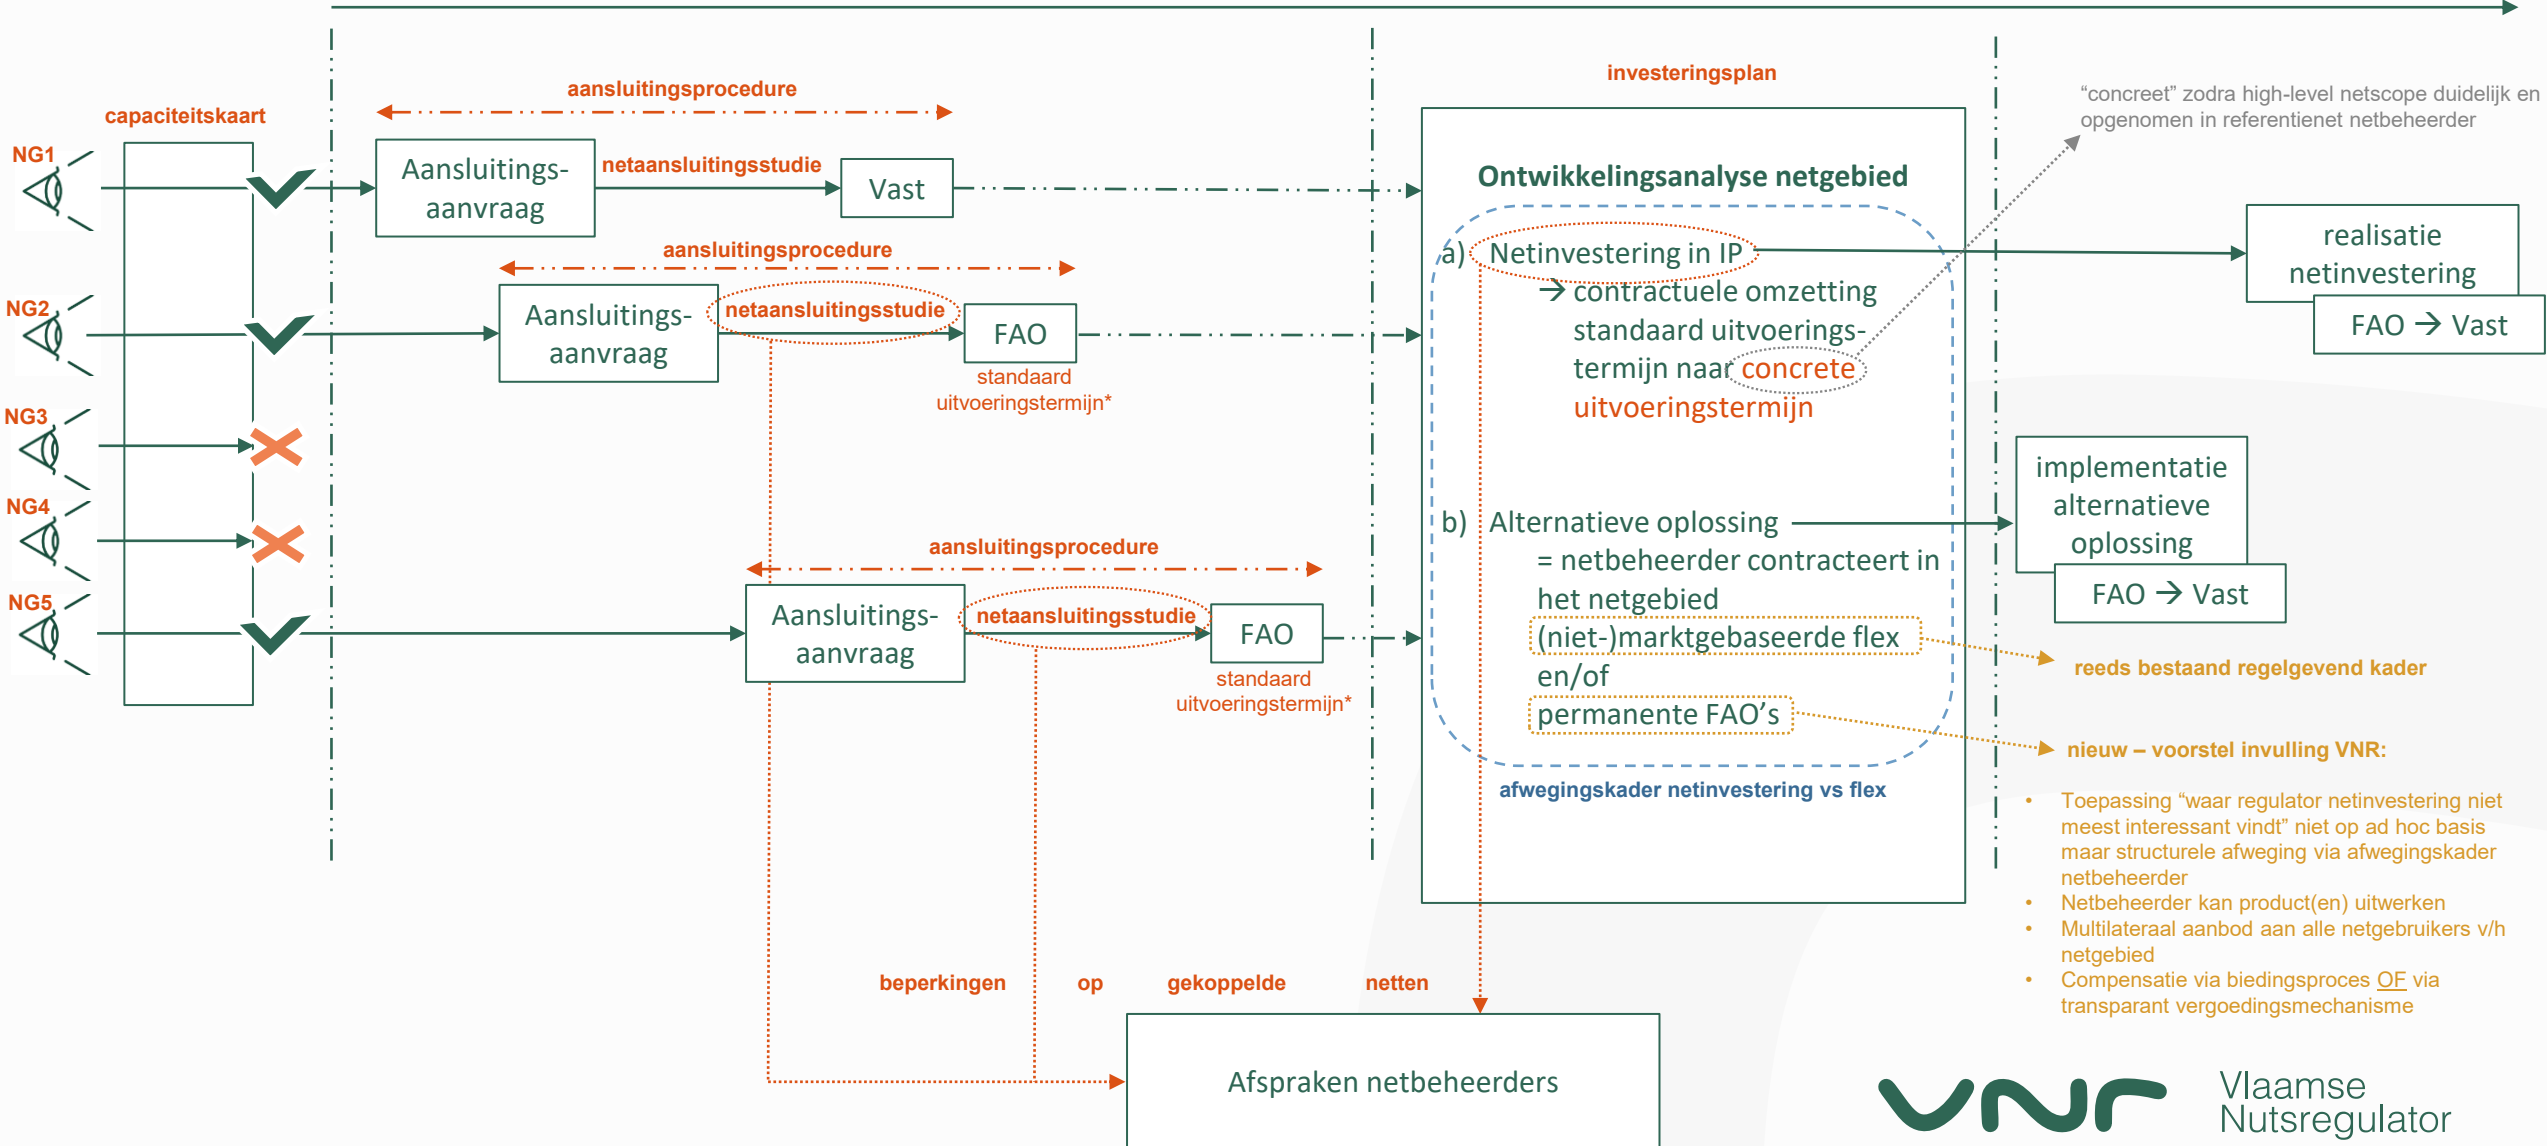 capaciteitskaart
NG1
NG2
NG3
NG4
NG5
aansluitingsprocedure
Aansluitings-
aanvraag
netaansluitingsstudie
Vast
aansluitingsprocedure
Aansluitings-
aanvraag
netaansluitingsstudie
FAO
standaard
uitvoeringstermijn*
aansluitingsprocedure
Aansluitings-
aanvraag
netaansluitingsstudie
FAO
standaard
uitvoeringstermijn*
investeringsplan
Ontwikkelingsanalyse netgebied
a) Netinvestering in IP
→ contractuele omzetting
standaard uitvoerings-
termijn naar concrete
uitvoeringstermijn
b) Alternatieve oplossing
= netbeheerder contracteert in
het netgebied
(niet-)marktgebaseerde flex
en/of
permanente FAO's
afwegingskader netinvestering vs flex
"concreet" zodra high-level netscope duidelijk en
opgenomen in referentienet netbeheerder
realisatie
netinvestering
FAO → Vast
implementatie
alternatieve
oplossing
FAO → Vast
reeds bestaand regelgevend kader
nieuw – voorstel invulling VNR:
• Toepassing "waar regulator netinvestering niet
meest interessant vindt" niet op ad hoc basis
maar structurele afweging via afwegingskader
netbeheerder
• Netbeheerder kan product(en) uitwerken
• Multilateraal aanbod aan alle netgebruikers v/h
netgebied
• Compensatie via biedingsproces OF via
transparant vergoedingsmechanisme
beperkingen op gekoppelde netten
Afspraken netbeheerders
vnr Vlaamse
Nutsregulator